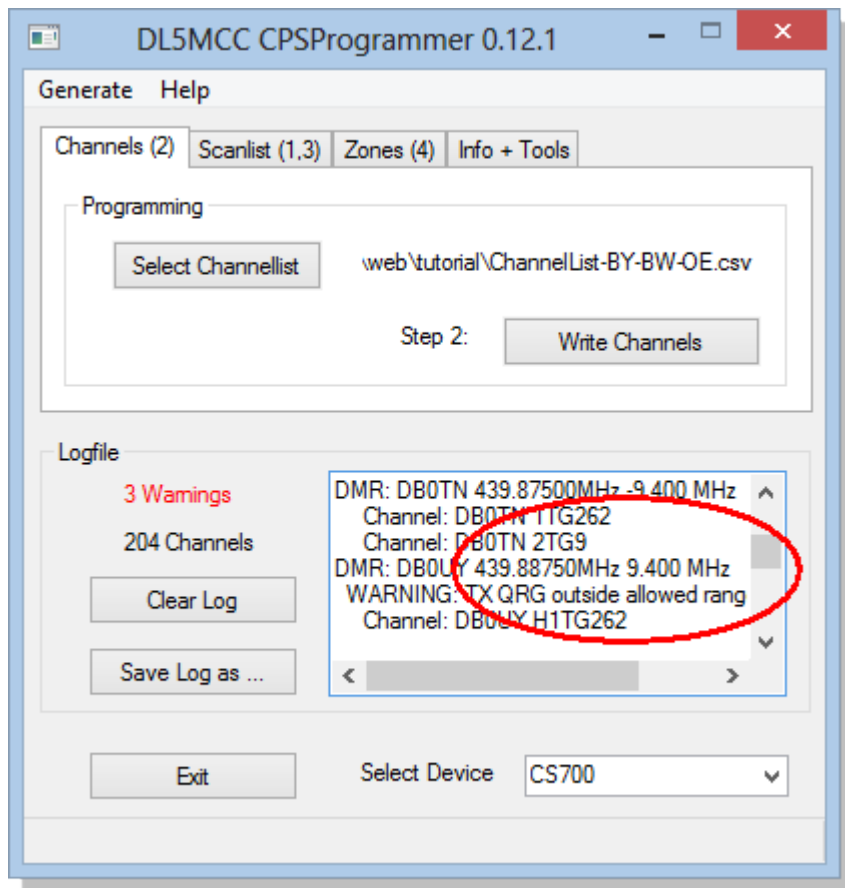 DL5MCC CPSProgrammer 0.12.1
Generate Help
Channels (2) Scanlist (1,3) Zones (4) Info + Tools
Programming
Select Channellist \web\tutorial\ChannelList-BY-BW-OE.csv
Step 2: Write Channels
Logfile
3 Warnings
204 Channels
Clear Log
Save Log as ...
DMR: DB0TN 439.87500MHz -9.400 MHz
Channel: DB0TN 1TG262
Channel: DB0TN 2TG9
DMR: DB0UY 439.88750MHz 9.400 MHz
WARNING: TX QRG outside allowed rang
Channel: DB0UY H1TG262
Exit Select Device CS700